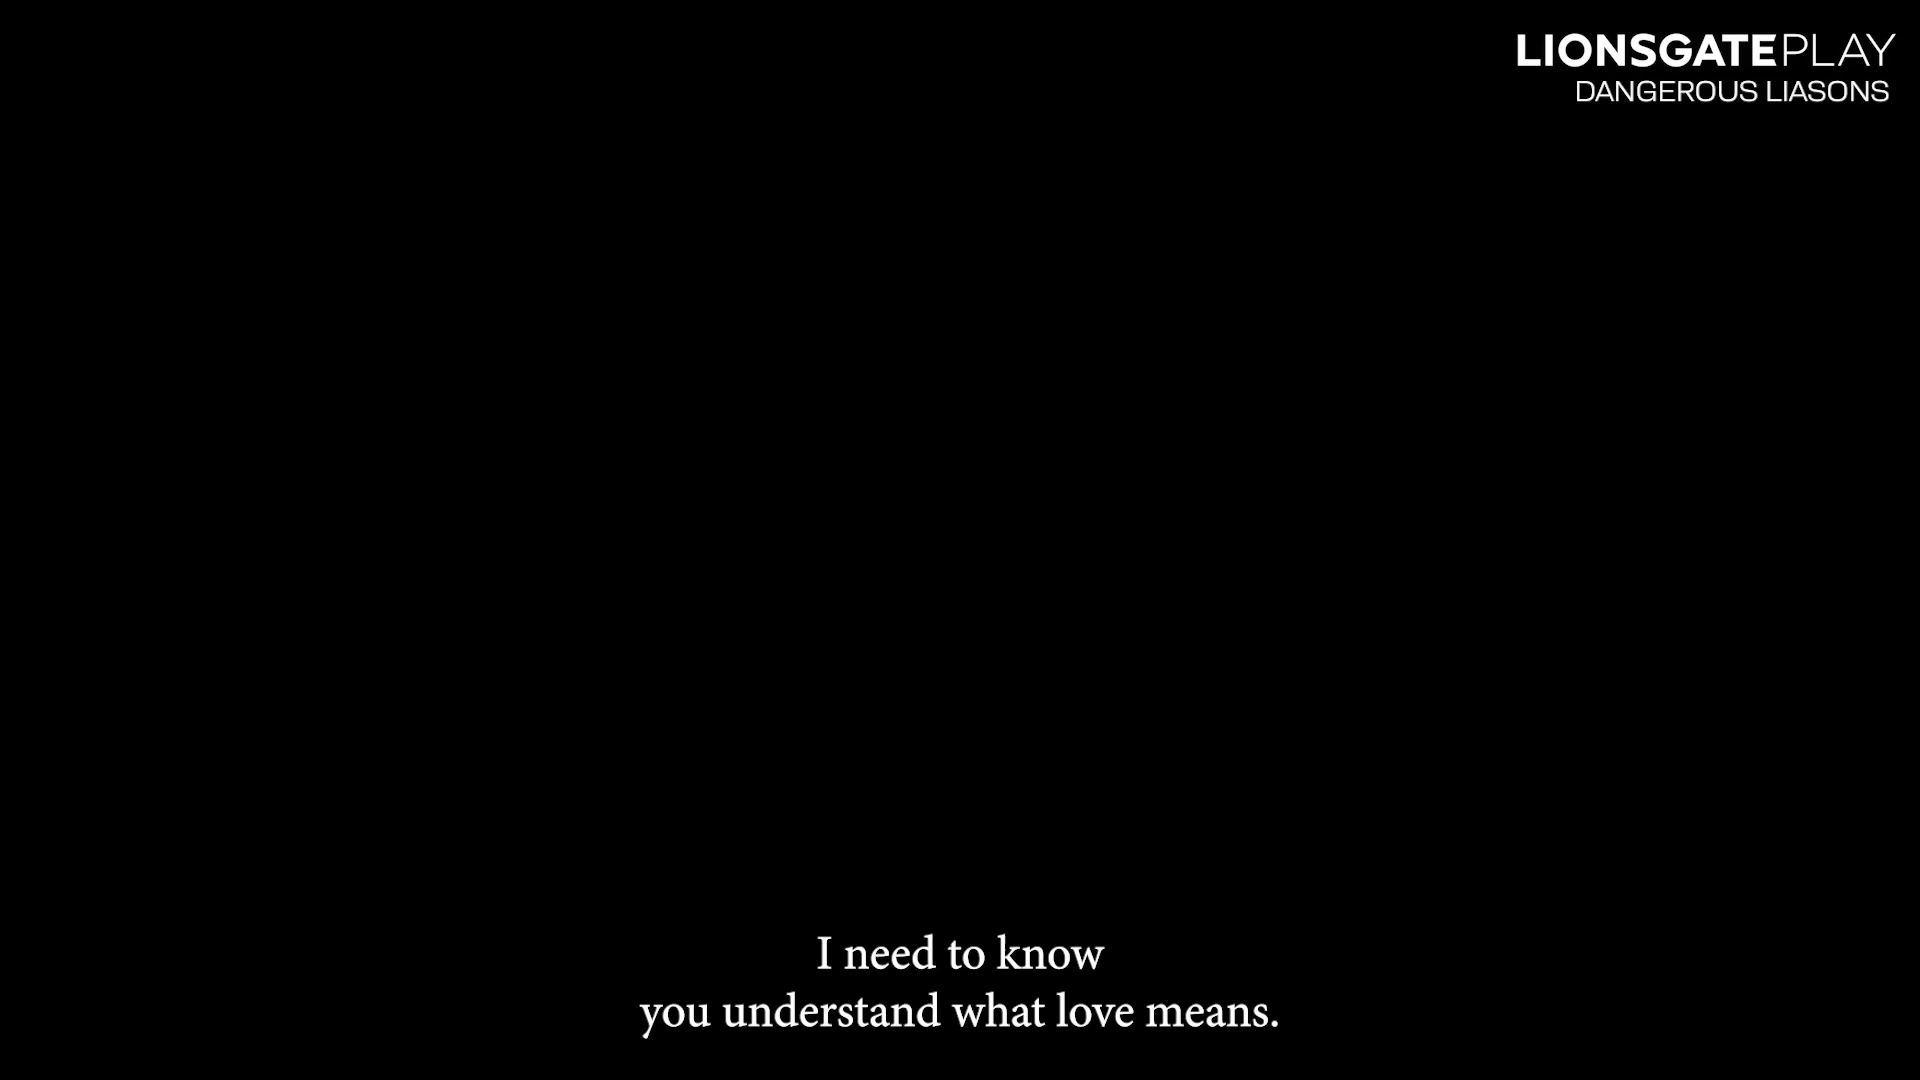 LIONSGATEPLAY
DANGEROUS LIASONS
I need to know
you understand what love means.